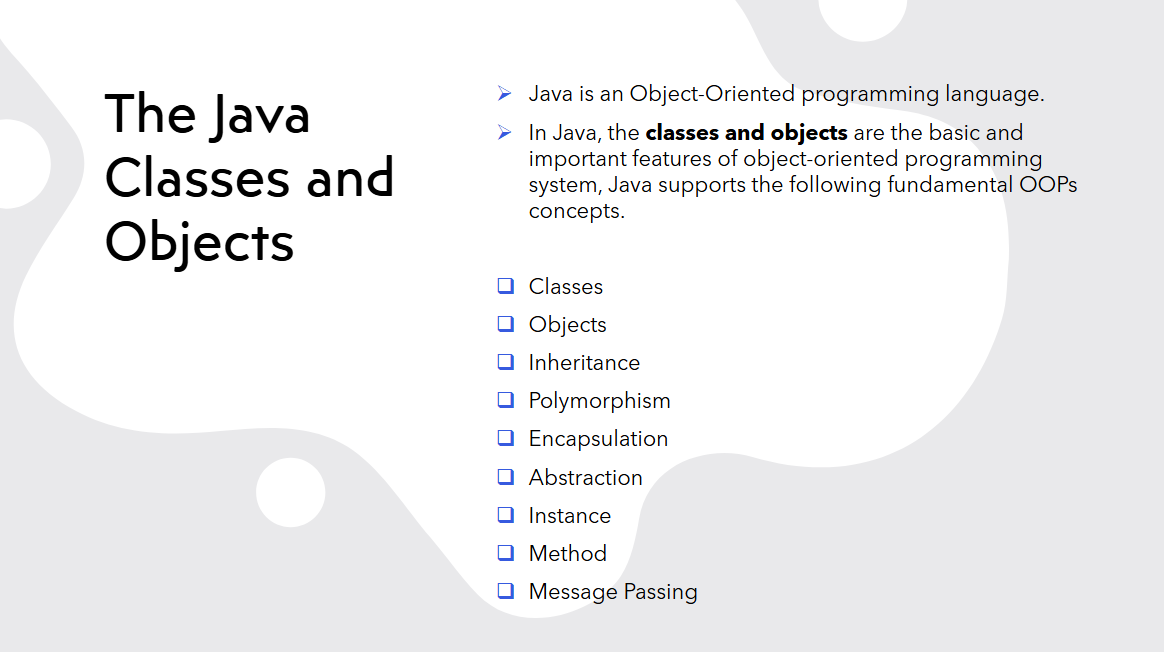 The Java
Classes and
Objects
Java is an Object-Oriented programming language.
In Java, the classes and objects are the basic and
important features of object-oriented programming
system, Java supports the following fundamental OOPs
concepts.
Classes
Objects
Inheritance
Polymorphism
Encapsulation
Abstraction
Instance
Method
Message Passing